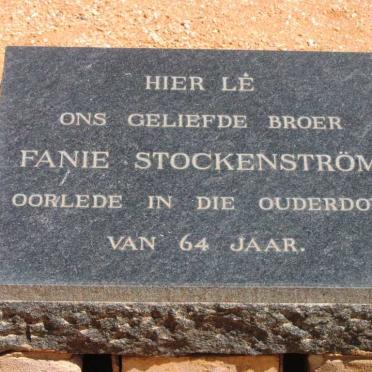 HIER LÊ
ONS GELIEFDE BROER
FANIE STOCKENSTRÖM
OORLEDE IN DIE OUDERDO
VAN 64 JAAR.